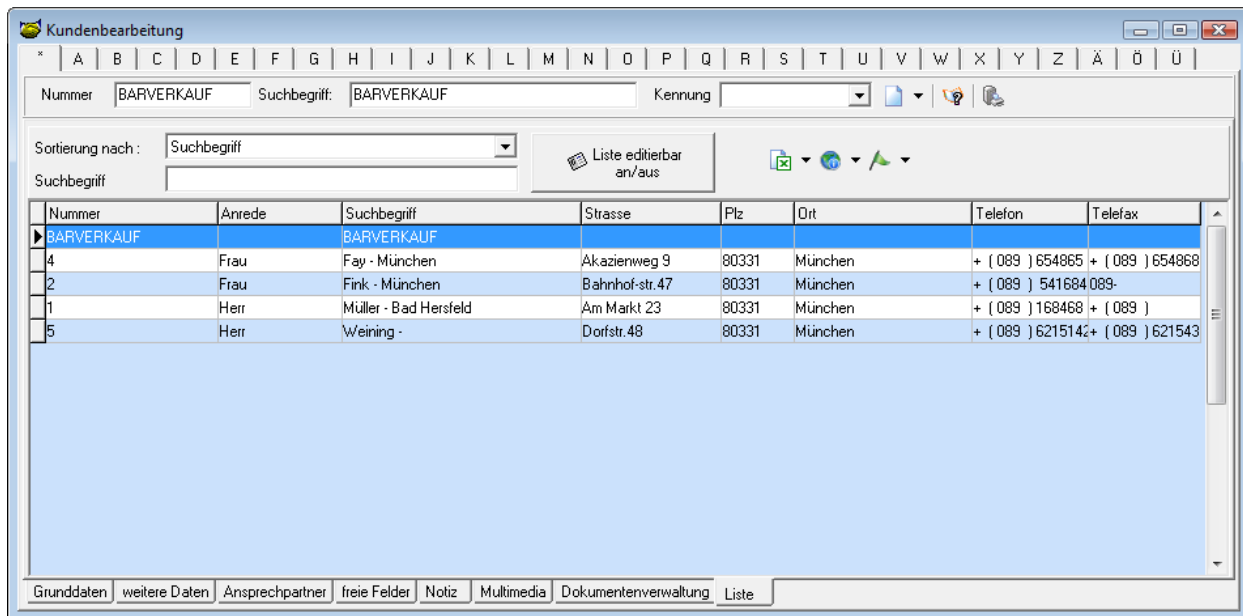 Kundenbearbeitung
* A B C D E F G H I J K L M N O P Q R S T U V W X Y Z Ä Ö Ü
Nummer BARVERKAUF Suchbegriff: BARVERKAUF Kennung
Sortierung nach : Suchbegriff
Liste editierbar
an/aus
Suchbegriff
Nummer Anrede Suchbegriff Strasse Plz Ort Telefon Telefax
BARVERKAUF BARVERKAUF
4 Frau Fay - München Akazienweg 9 80331 München + ( 089 ) 654865 + ( 089 ) 654868
2 Frau Fink - München Bahnhof-str.47 80331 München + ( 089 ) 541684 089-
1 Herr Müller - Bad Hersfeld Am Markt 23 80331 München + ( 089 ) 168468 + ( 089 )
5 Herr Weining - Dorfstr.48 80331 München + ( 089 ) 6215142 + ( 089 ) 621543
Grunddaten weitere Daten Ansprechpartner freie Felder Notiz Multimedia Dokumentenverwaltung Liste